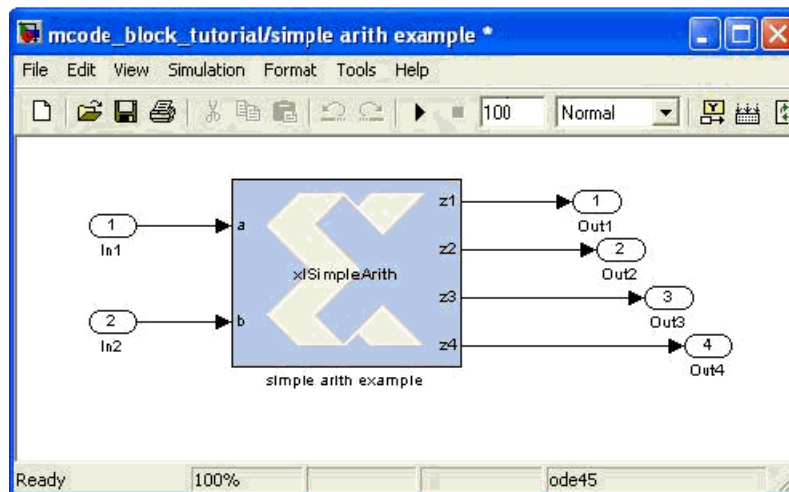 mcode_block_tutorial/simple arith example *
File Edit View Simulation Format Tools Help
100 Normal
1
In1
2
In2
a
b
xlSimpleArith
z1
z2
z3
z4
simple arith example
1
Out1
2
Out2
3
Out3
4
Out4
Ready 100% ode45